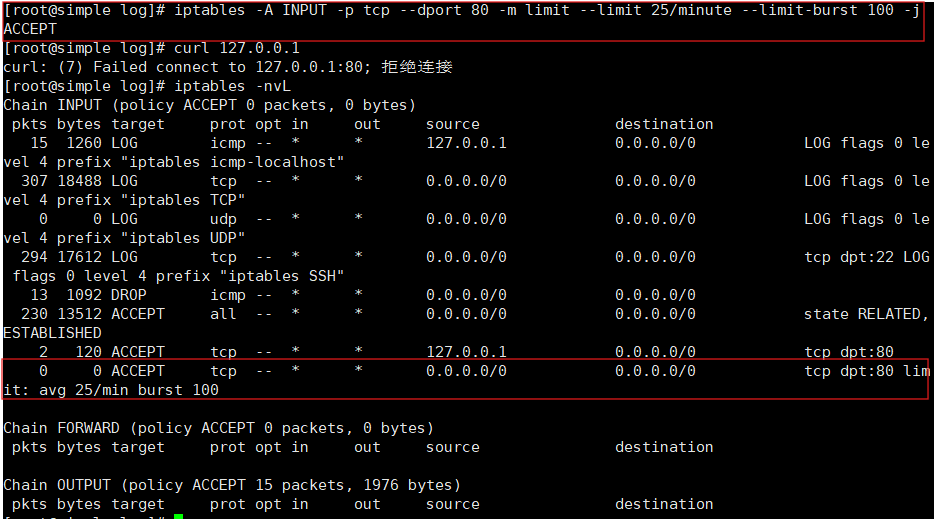 [root@simple log]# iptables -A INPUT -p tcp --dport 80 -m limit --limit 25/minute --limit-burst 100 -j
ACCEPT
[root@simple log]# curl 127.0.0.1
curl: (7) Failed connect to 127.0.0.1:80; 拒绝连接
[root@simple log]# iptables -nvL
Chain INPUT (policy ACCEPT 0 packets, 0 bytes)
 pkts bytes target     prot opt in     out     source               destination
   15  1260 LOG        icmp --  *      *       127.0.0.1            0.0.0.0/0            LOG flags 0 le
vel 4 prefix "iptables icmp-localhost"
  307 18488 LOG        tcp  --  *      *       0.0.0.0/0            0.0.0.0/0            LOG flags 0 le
vel 4 prefix "iptables TCP"
    0     0 LOG        udp  --  *      *       0.0.0.0/0            0.0.0.0/0            LOG flags 0 le
vel 4 prefix "iptables UDP"
  294 17612 LOG        tcp  --  *      *       0.0.0.0/0            0.0.0.0/0            tcp dpt:22 LOG
 flags 0 level 4 prefix "iptables SSH"
   13  1092 DROP       icmp --  *      *       0.0.0.0/0            0.0.0.0/0
  230 13512 ACCEPT     all  --  *      *       0.0.0.0/0            0.0.0.0/0            state RELATED,
ESTABLISHED
    2   120 ACCEPT     tcp  --  *      *       127.0.0.1            0.0.0.0/0            tcp dpt:80
    0     0 ACCEPT     tcp  --  *      *       0.0.0.0/0            0.0.0.0/0            tcp dpt:80 lim
it: avg 25/min burst 100
Chain FORWARD (policy ACCEPT 0 packets, 0 bytes)
 pkts bytes target     prot opt in     out     source               destination
Chain OUTPUT (policy ACCEPT 15 packets, 1976 bytes)
 pkts bytes target     prot opt in     out     source               destination
[root@simple log]#